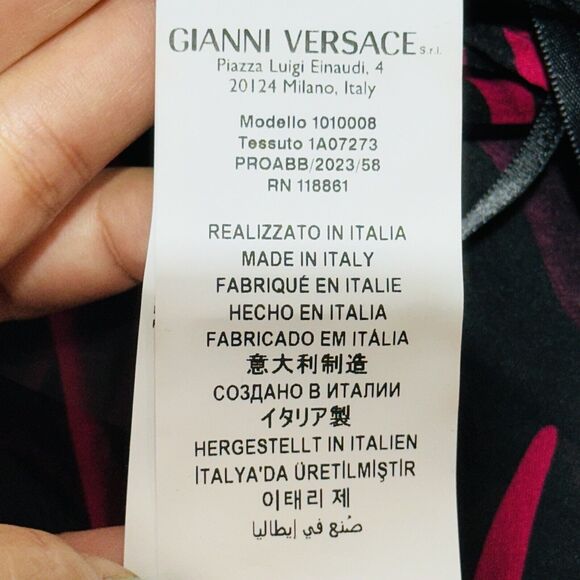 GIANNI VERSACE S.r.l.
Piazza Luigi Einaudi, 4
20124 Milano, Italy
Modello 1010008
Tessuto 1A07273
PROABB/2023/58
RN 118861
REALIZZATO IN ITALIA
MADE IN ITALY
FABRIQUÉ EN ITALIE
HECHO EN ITALIA
FABRICADO EM ITÁLIA
意大利制造
СОЗДАНО В ИТАЛИИ
イタリア製
HERGESTELLT IN ITALIEN
İTALYA'DA ÜRETİLMİŞTİR
이태리 제
صُنع في إيطاليا